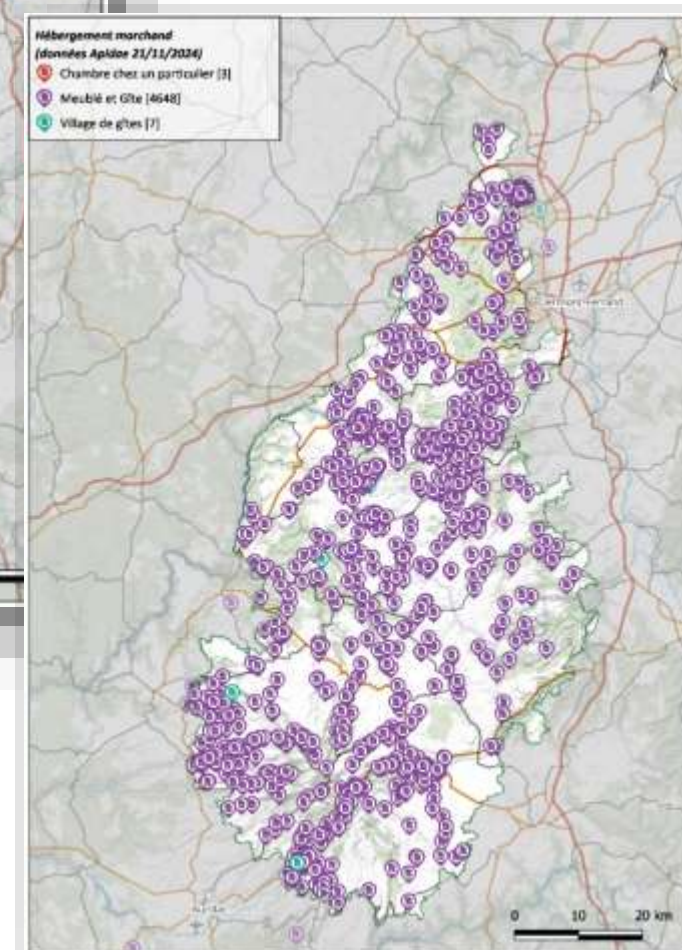 Hébergement marchand
(données Apidae 21/11/2024)
Chambre chez un particulier [3]
Meublé et Gîte [4648]
Village de gîtes [7]
N
Clermont-Ferrand
0 10 20 km